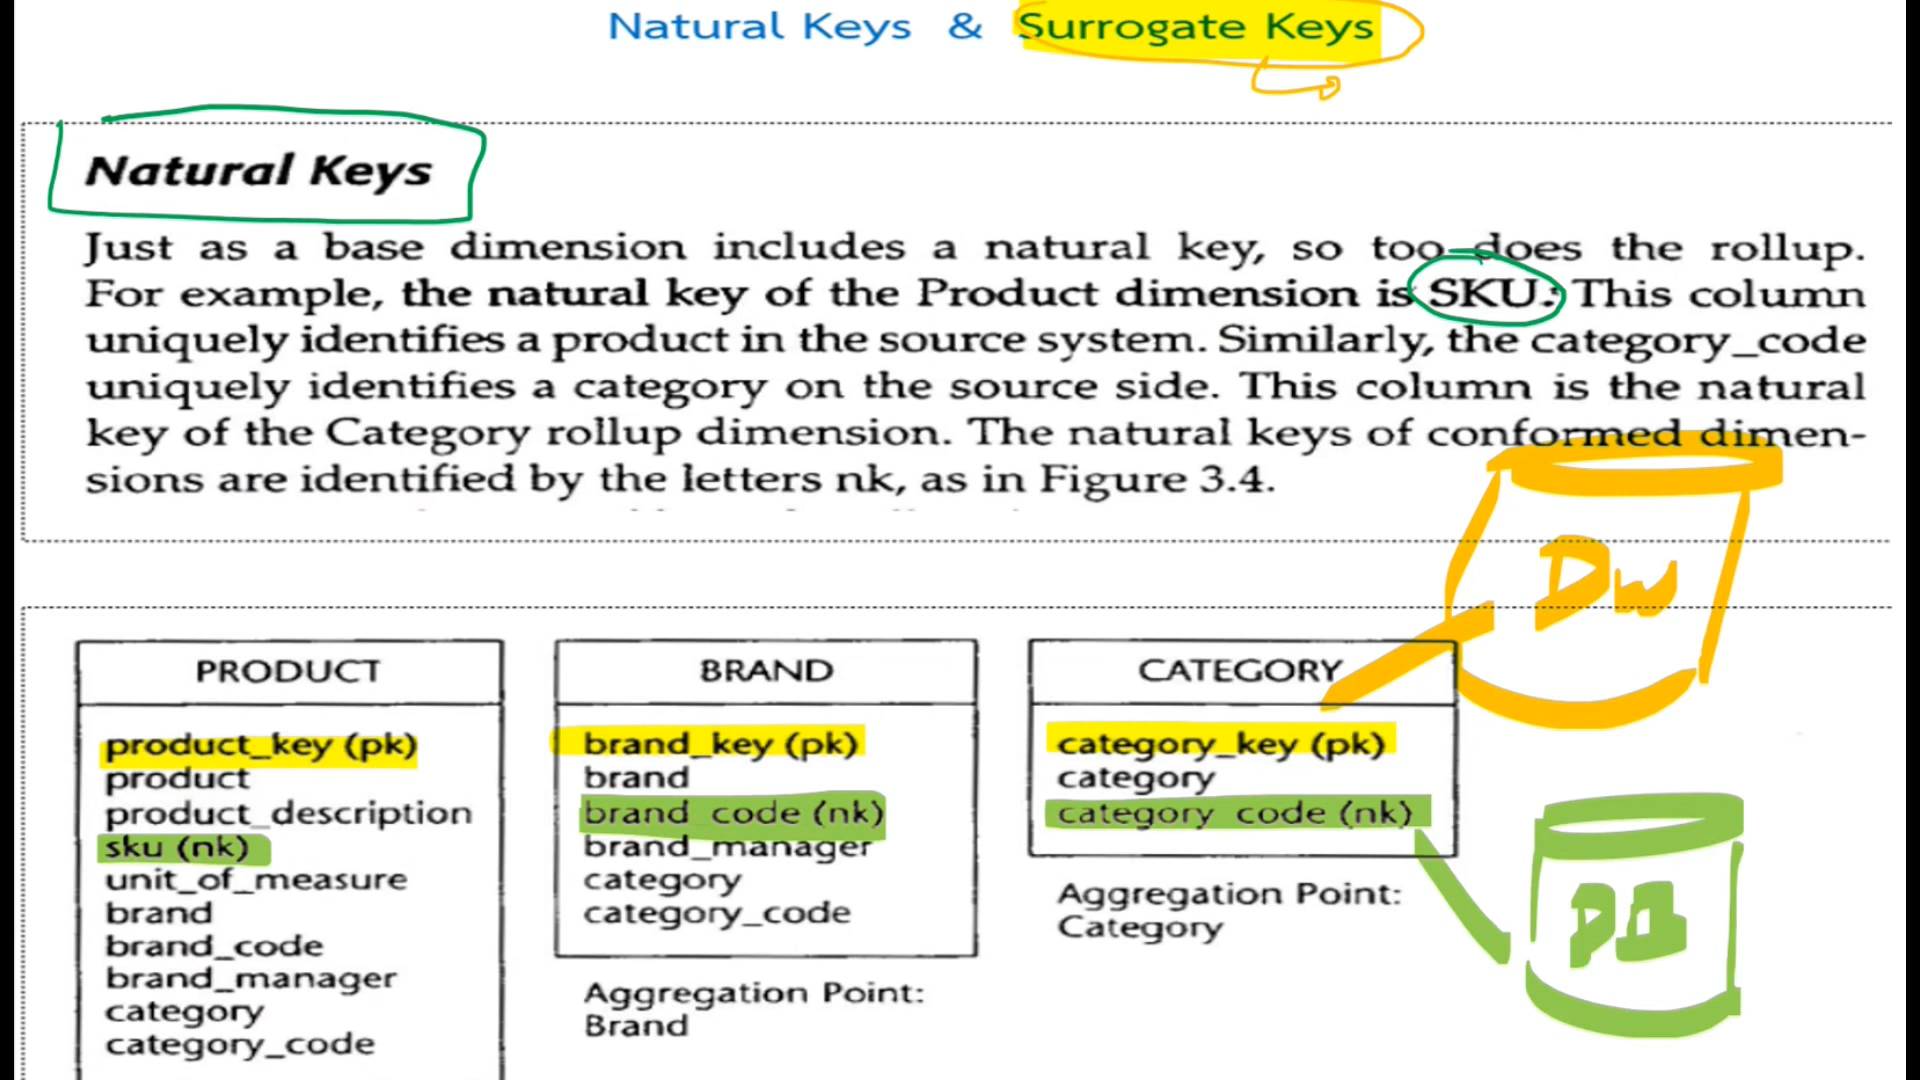 Natural Keys & Surrogate Keys
Natural Keys
Just as a base dimension includes a natural key, so too does the rollup.
For example, the natural key of the Product dimension is SKU. This column
uniquely identifies a product in the source system. Similarly, the category_code
uniquely identifies a category on the source side. This column is the natural
key of the Category rollup dimension. The natural keys of conformed dimen-
sions are identified by the letters nk, as in Figure 3.4.
DW
PRODUCT
product_key (pk)
product
product_description
sku (nk)
unit_of_measure
brand
brand_code
brand_manager
category
category_code
BRAND
brand_key (pk)
brand
brand_code (nk)
brand_manager
category
category_code
Aggregation Point:
Brand
CATEGORY
category_key (pk)
category
category_code (nk)
Aggregation Point:
Category
DB